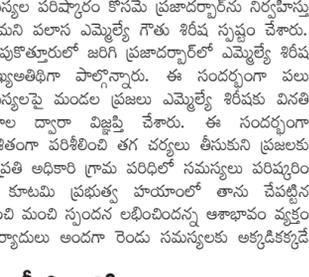 స్యల పరిష్కారం కోసమే ప్రజాదర్బార్‌ను నిర్వహిస్తు
మని పలాస ఎమ్మెల్యే గౌతు శిరీష స్పష్టం చేశారు.
పుకొత్తూరులో జరిగి ప్రజాదర్బార్‌లో ఎమ్మెల్యే శిరీష
ఖ్యఅతిథిగా పాల్గొన్నారు. ఈ సందర్భంగా పలు
స్యలపై మండల ప్రజలు ఎమ్మెల్యే శిరీషకు వినతి
ాల ద్వారా విజ్ఞప్తి చేశారు. ఈ సందర్భంగా
శితంగా పరిశీలించి తగ చర్యలు తీసుకుని ప్రజలకు
ప్రతి అధికారి గ్రామ పరిధిలో సమస్యలు పరిష్కరిం
కూటమి ప్రభుత్వ హయాంలో తాను చేపట్టిన
ంచి మంచి స్పందన లభించిందన్న ఆశాభావం వ్యక్తం
ర్యాదులు అందగా రెండు సమస్యలకు అక్కడికక్కడే